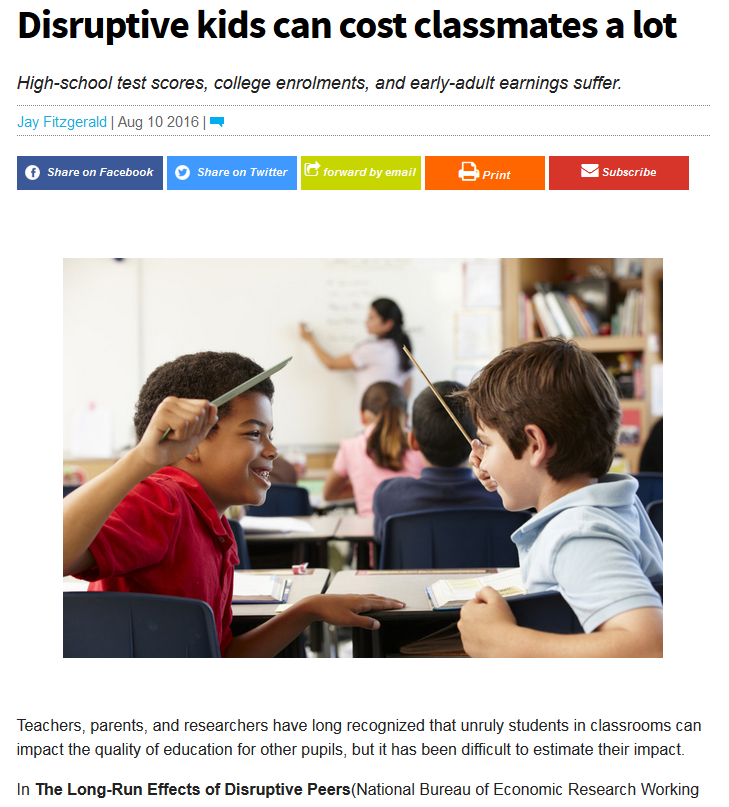 Disruptive kids can cost classmates a lot
High-school test scores, college enrolments, and early-adult earnings suffer.
Jay Fitzgerald | Aug 10 2016 |
Share on Facebook
Share on Twitter
forward by email
Print
Subscribe
Teachers, parents, and researchers have long recognized that unruly students in classrooms can
impact the quality of education for other pupils, but it has been difficult to estimate their impact.
In The Long-Run Effects of Disruptive Peers(National Bureau of Economic Research Working